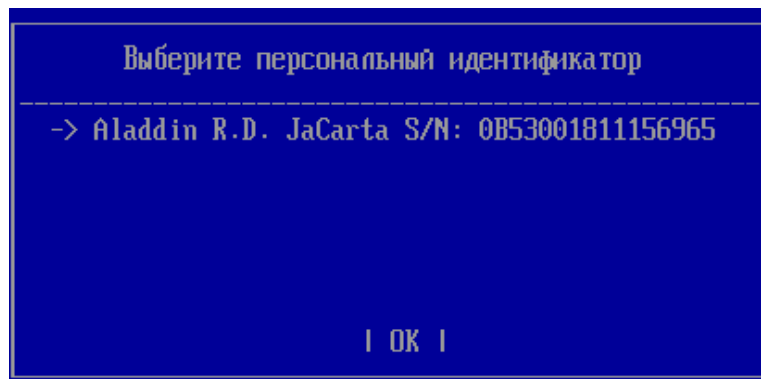 Выберите персональный идентификатор
-> Aladdin R.D. JaCarta S/N: 0B53001811156965
| OK |